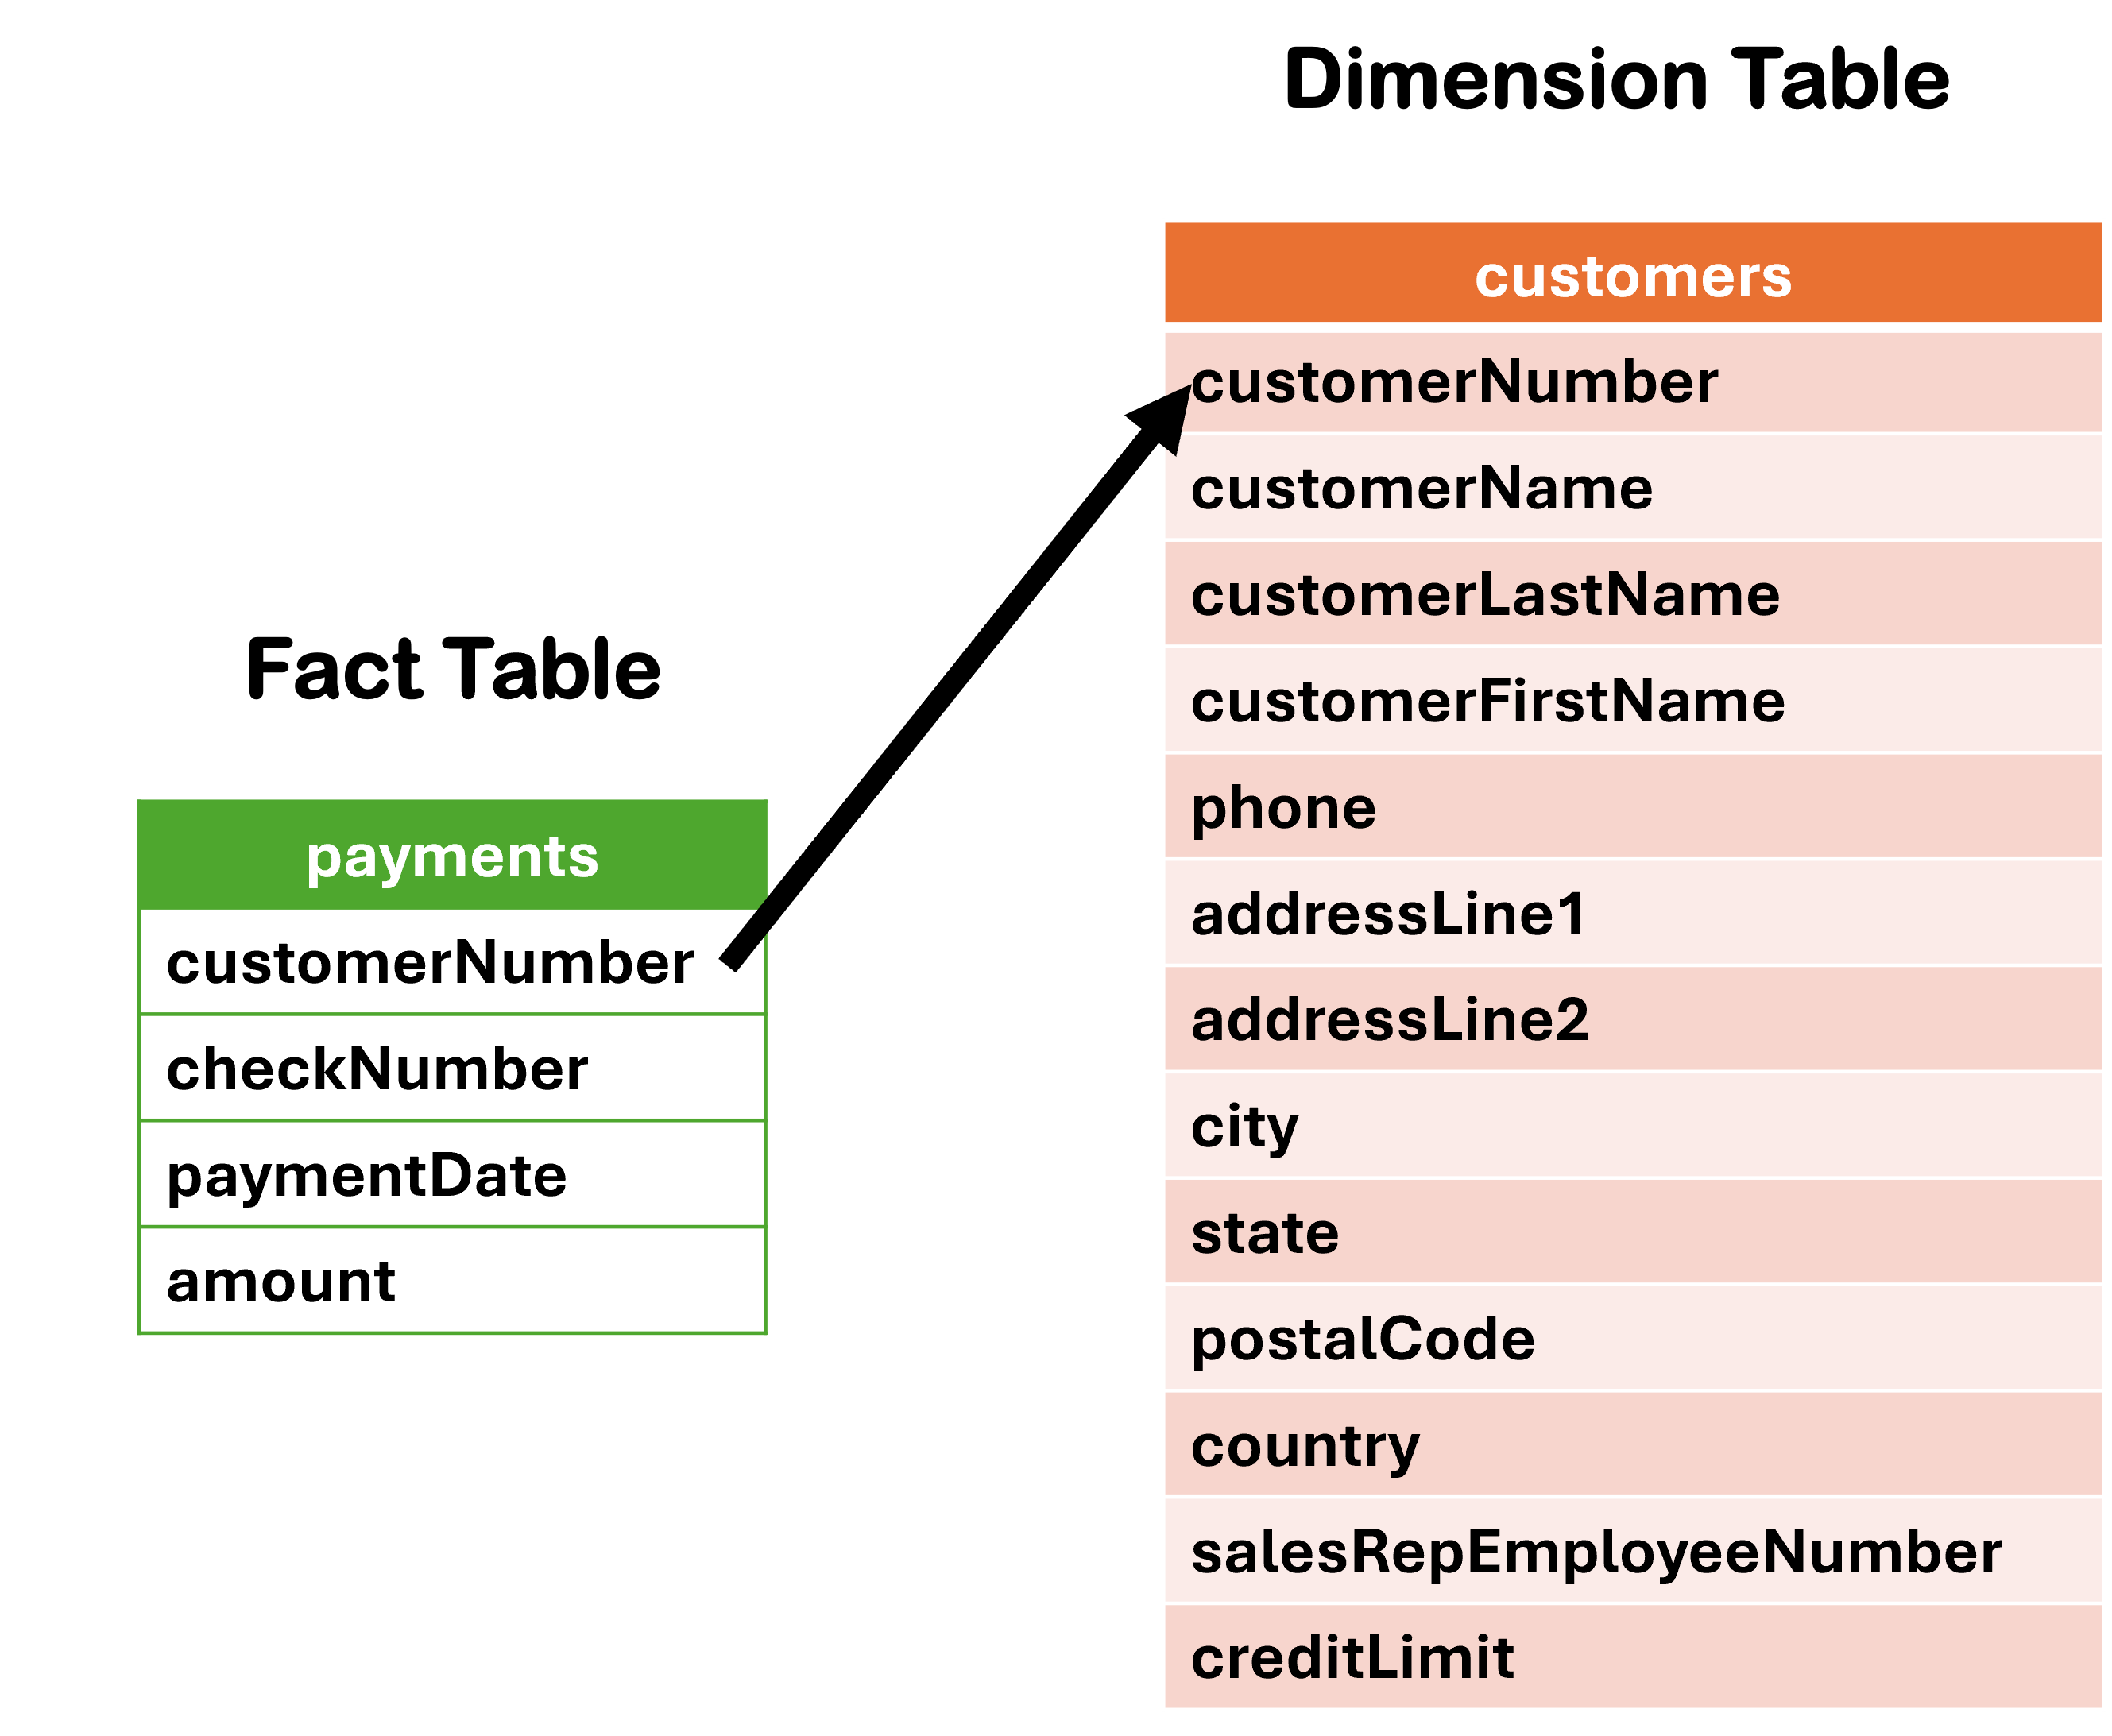 Dimension Table
customers
customerNumber
customerName
customerLastName
customerFirstName
phone
addressLine1
addressLine2
city
state
postalCode
country
salesRepEmployeeNumber
creditLimit
Fact Table
payments
customerNumber
checkNumber
paymentDate
amount